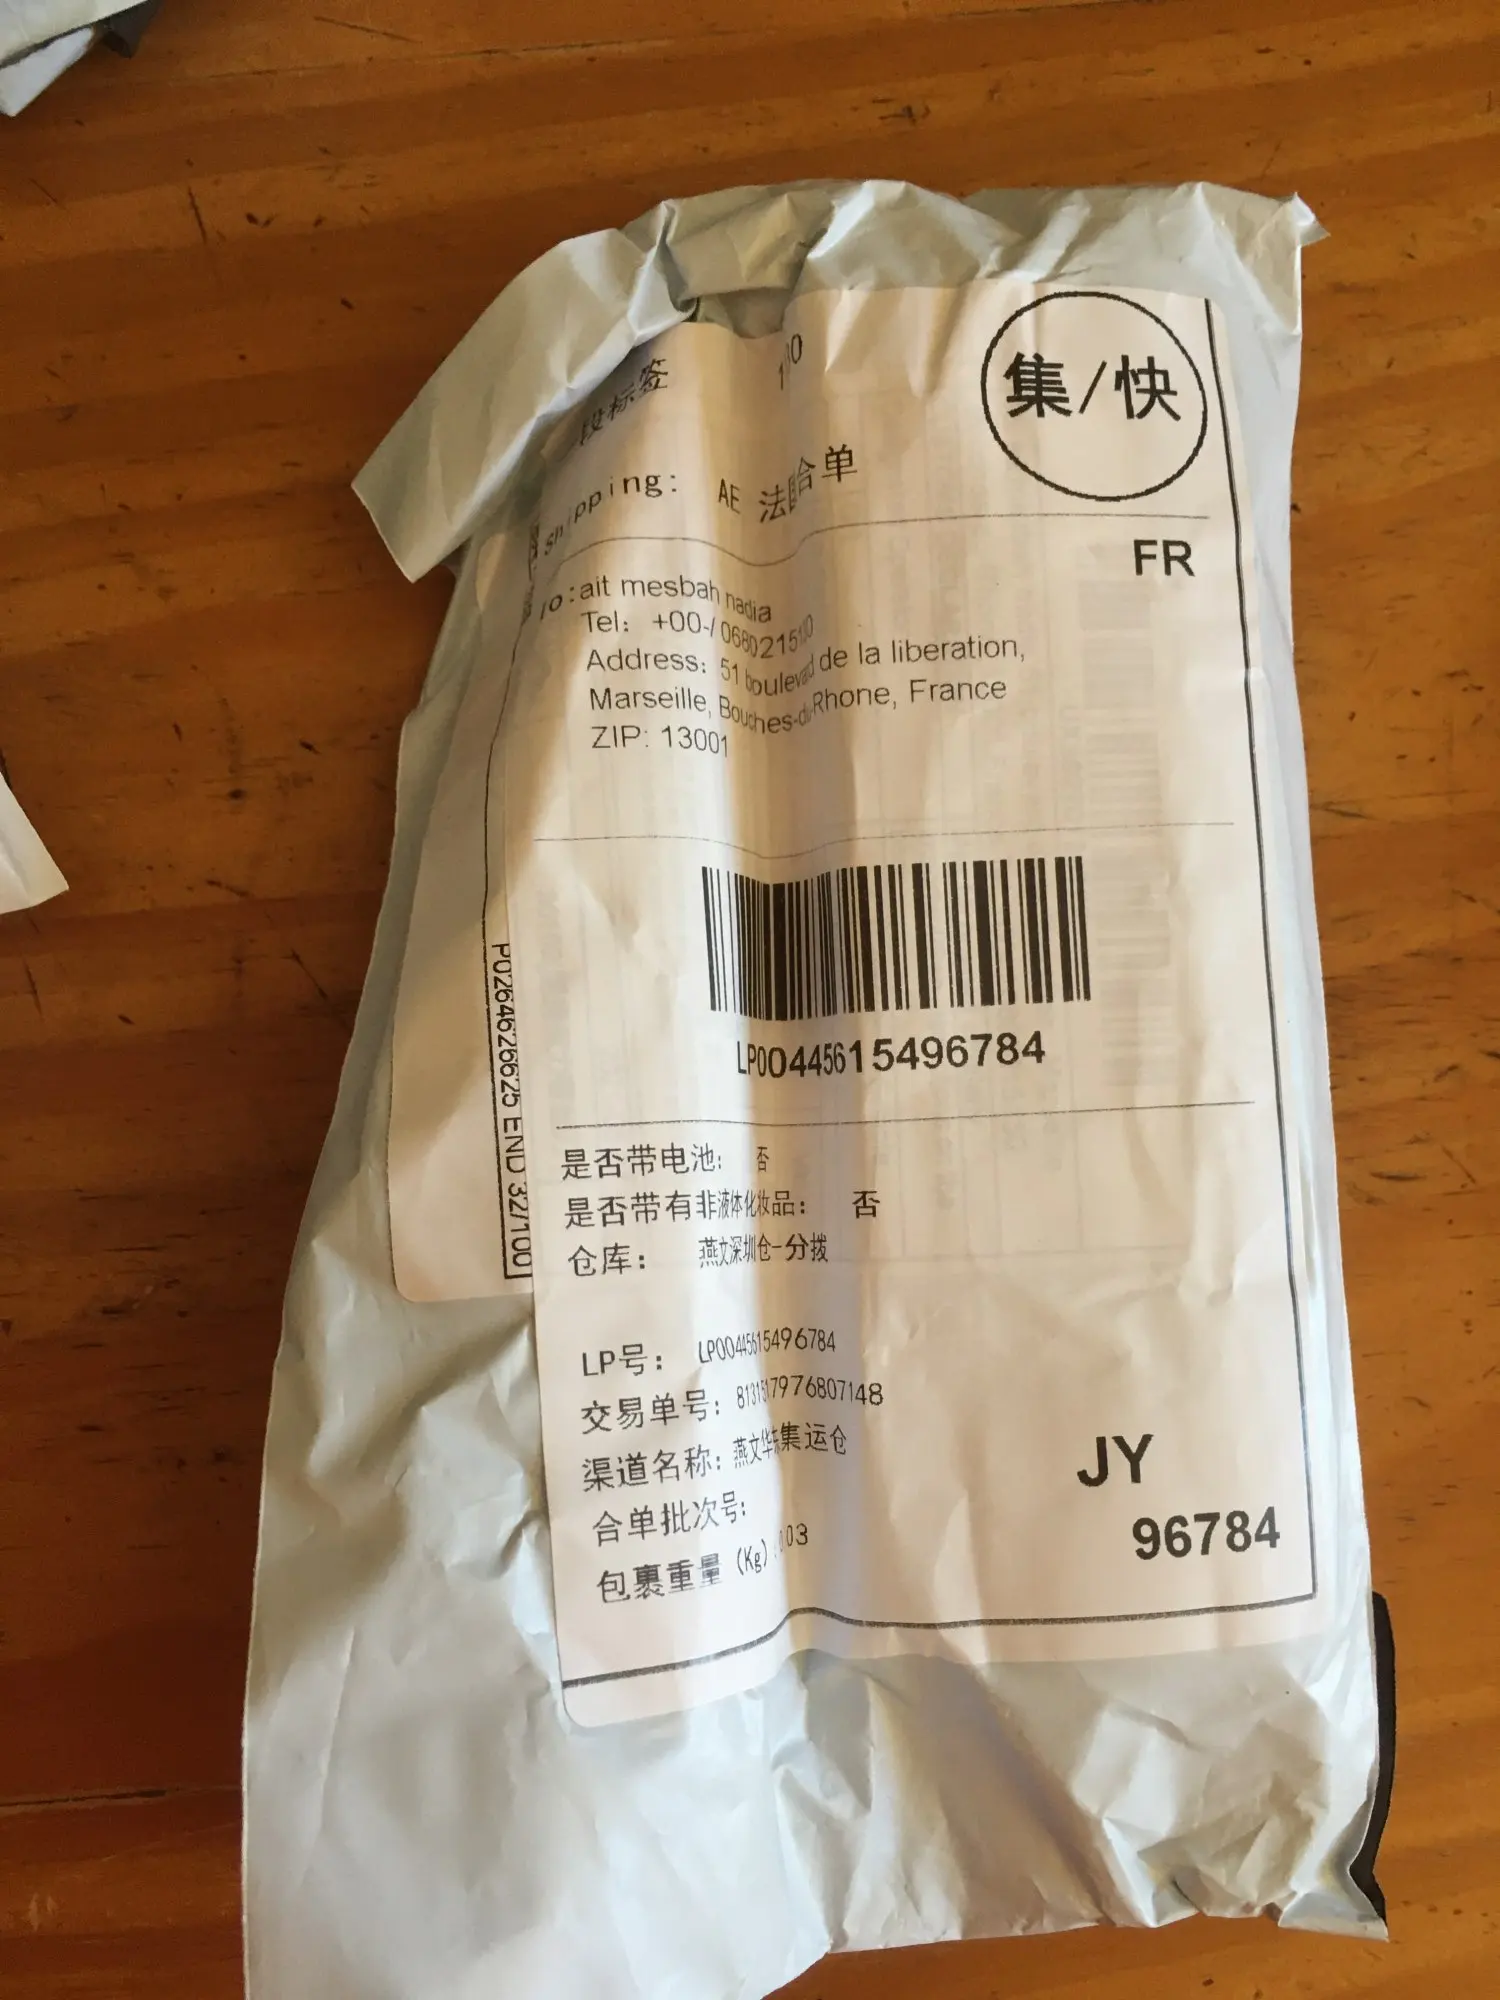 段标签
集/快
shipping: AE 法国合单
FR
To:ait mesbah nadia
Tel: +00-/
Address: 51 boulevard de la liberation,
Marseille, Bouches-du-Rhone, France
ZIP: 13001
LP00445615496784
P0264626625 END 32/100
是否带电池: 否
是否带有非液体化妆品: 否
仓库: 燕文深圳仓-分拨
LP号: LP00445615496784
交易单号: 8131517976807148
渠道名称: 燕文华东集运仓
合单批次号:
包裹重量 (Kg)
JY
96784